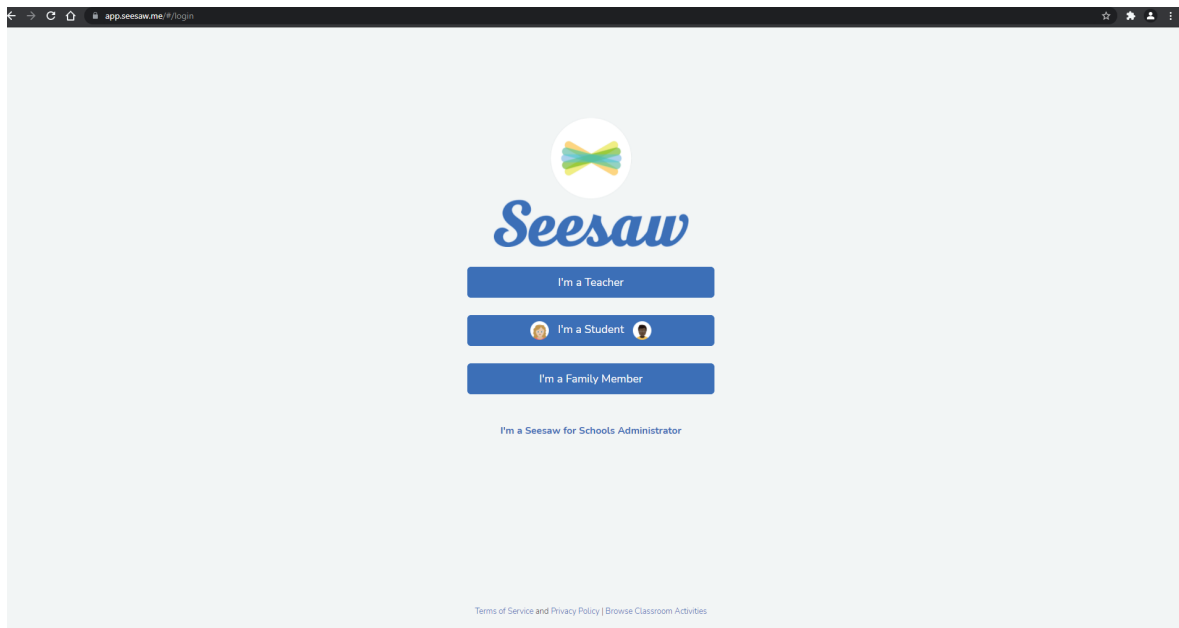 app.seesaw.me/#/login
Seesaw
I'm a Teacher
I'm a Student
I'm a Family Member
I'm a Seesaw for Schools Administrator
Terms of Service and Privacy Policy | Browse Classroom Activities